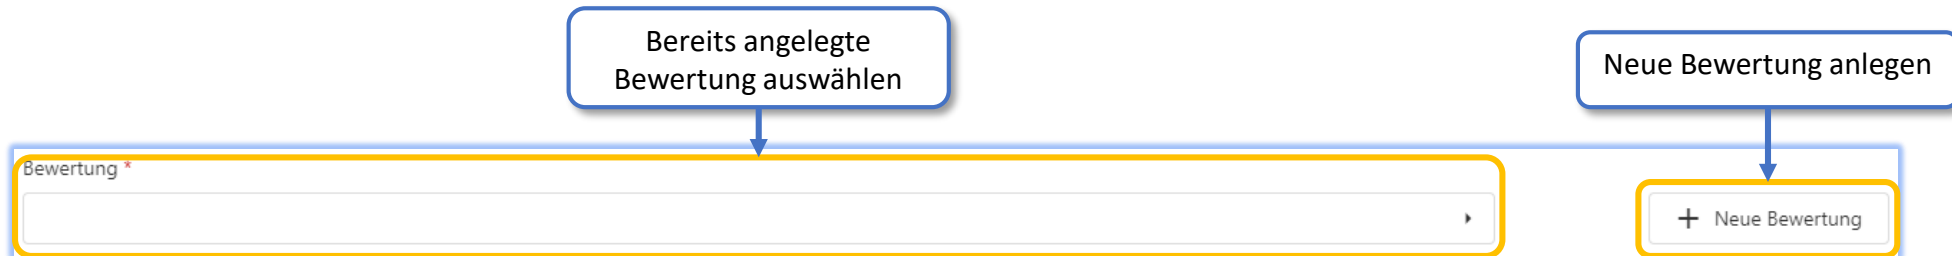 Bereits angelegte
Bewertung auswählen
Neue Bewertung anlegen
Bewertung *
+ Neue Bewertung